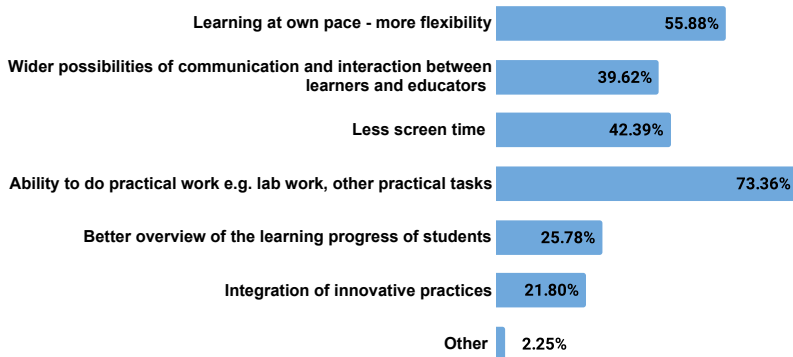 Learning at own pace - more flexibility
55.88%
Wider possibilities of communication and interaction between
learners and educators
39.62%
Less screen time
42.39%
Ability to do practical work e.g. lab work, other practical tasks
73.36%
Better overview of the learning progress of students
25.78%
Integration of innovative practices
21.80%
Other
2.25%